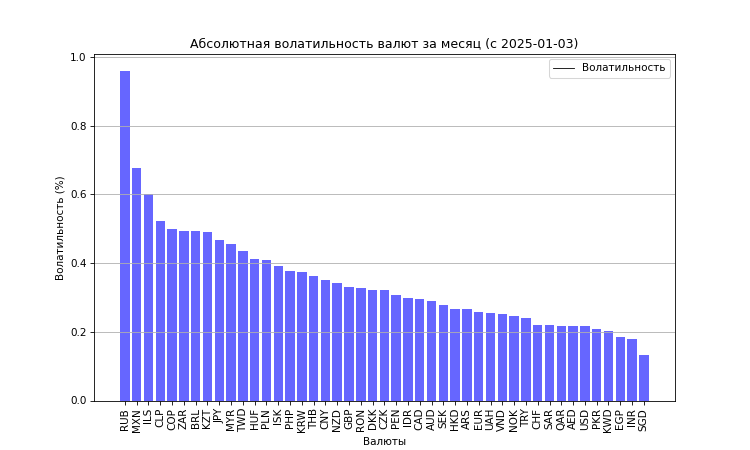 Абсолютная волатильность валют за месяц (с 2025-01-03)
Волатильность
Волатильность (%)
1.0
0.8
0.6
0.4
0.2
0.0
RUB
MXN
ILS
CLP
COP
ZAR
BRL
KZT
JPY
MYR
TWD
HUF
PLN
ISK
PHP
KRW
THB
CNY
NZD
GBP
RON
DKK
CZK
PEN
IDR
CAD
AUD
SEK
HKD
ARS
EUR
UAH
VND
NOK
TRY
CHF
SAR
QAR
AED
USD
PKR
KWD
EGP
INR
SGD
Валюты